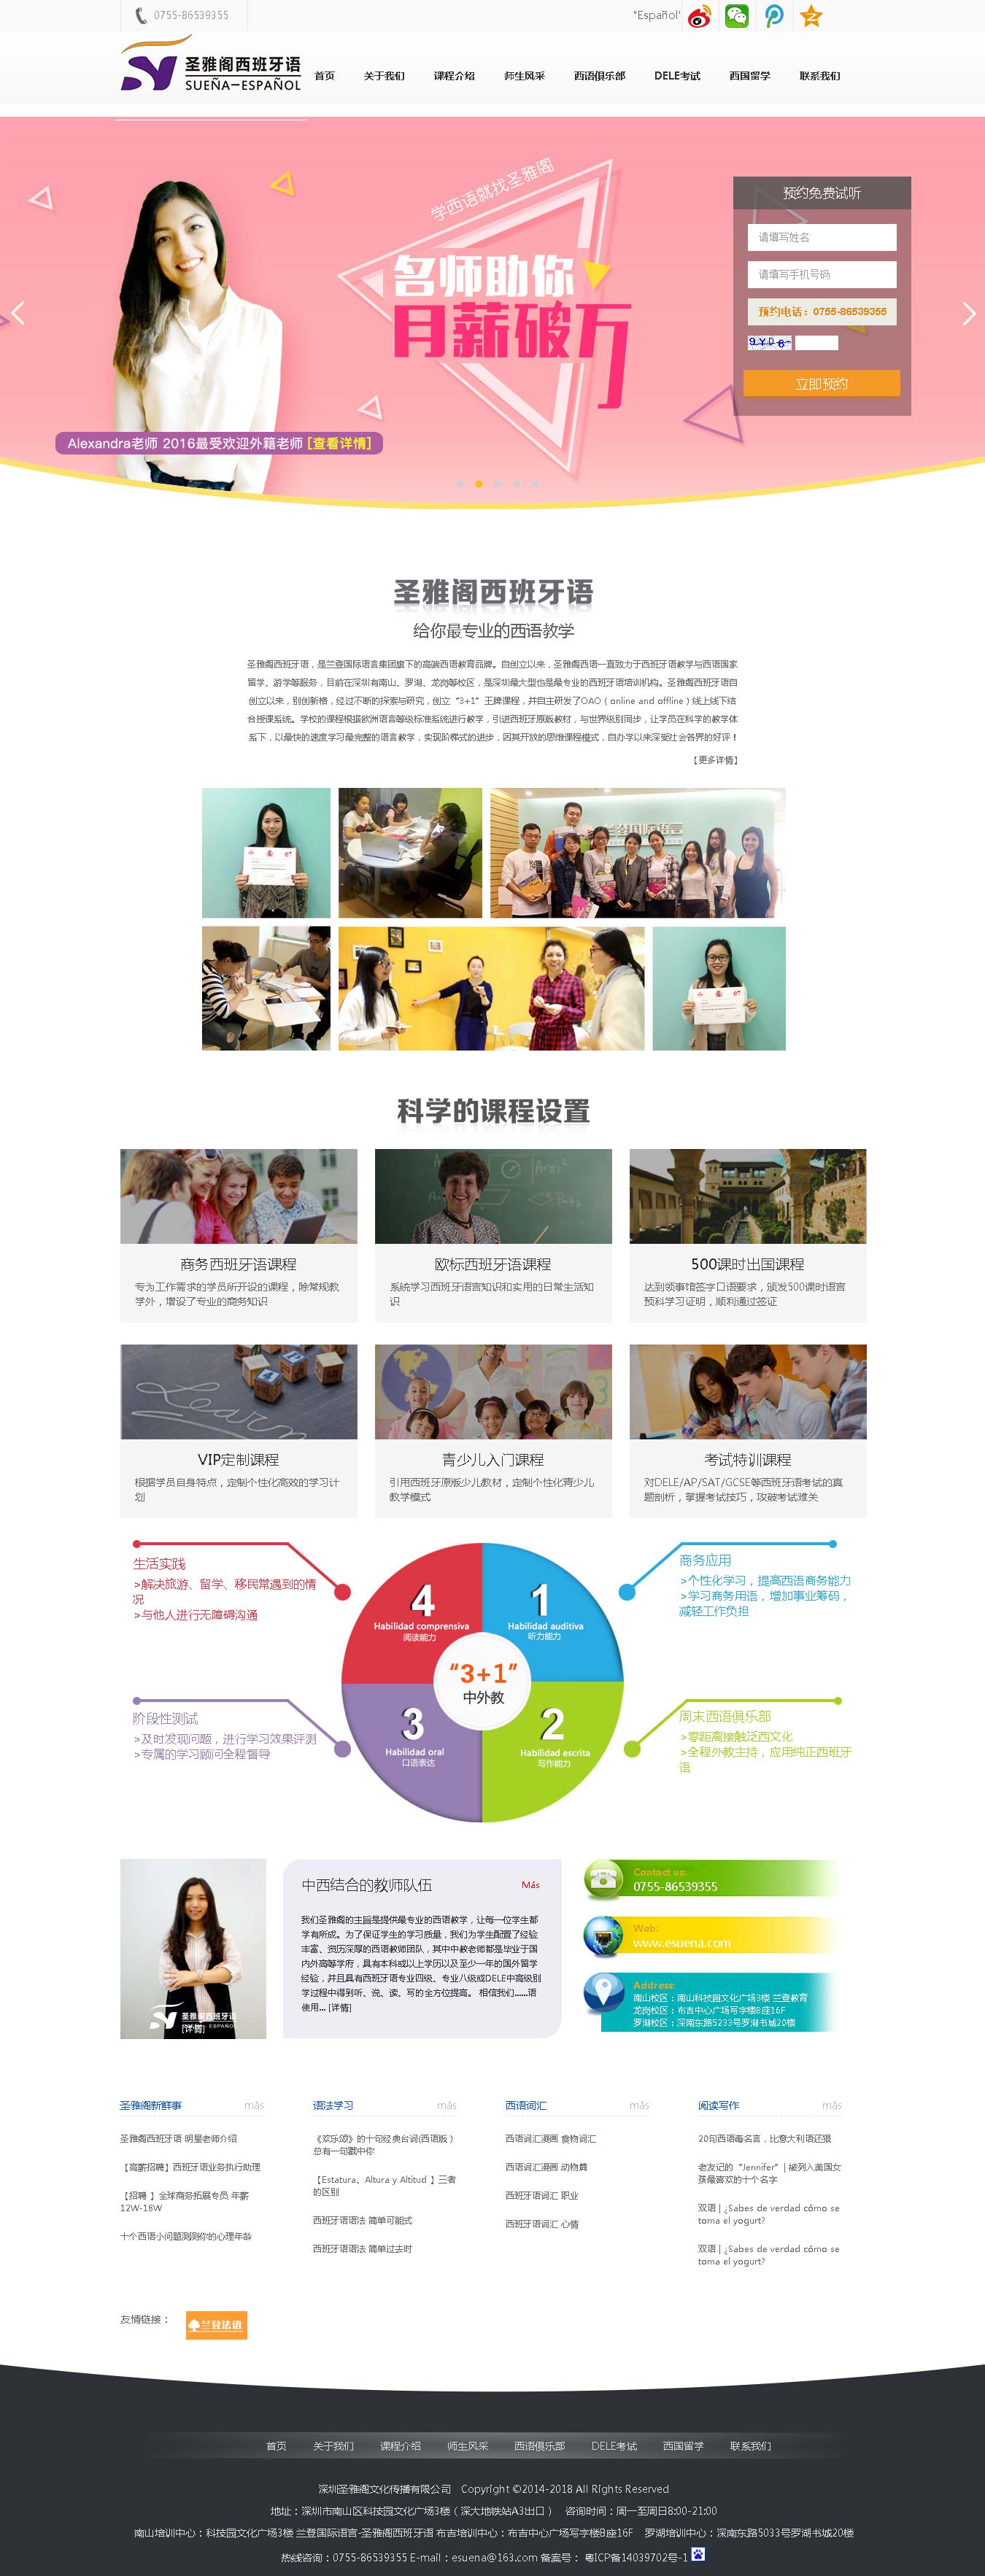 0755-86539355
"Español"
圣雅阁西班牙语
SUEÑA-ESPAÑOL
首页 关于我们 课程介绍 师生风采 西语俱乐部 DELE考试 西国留学 联系我们
学西语就找圣雅阁
名师助你
月薪破万
Alexandra老师 2016最受欢迎外籍老师 [查看详情]
预约免费试听
请填写姓名
请填写手机号码
预约电话：0755-86539355
立即预约
圣雅阁西班牙语
给你最专业的西语教学
圣雅阁西班牙语，是兰登国际语言集团旗下的高端西语教育品牌。自创立以来，圣雅阁西语一直致力于西班牙语教学与西语国家
留学、游学等服务，目前在深圳有南山、罗湖、龙岗等校区，是深圳最大型也是最专业的西班牙语培训机构。圣雅阁西班牙语自
创立以来，别创新格，经过不断的探索与研究，创立“3+1”王牌课程，并自主研发了OAO（online and offline）线上线下结
合授课系统。学校的课程根据欧洲语言等级标准系统进行教学，引进西班牙原版教材，与世界级别同步，让学员在科学的教学体
系下，以最快的速度学习最完整的语言教学，实现阶梯式的进步，因其开放的思维课程模式，自办学以来深受社会各界的好评！
【更多详情】
兰登国际语言
科学的课程设置
商务西班牙语课程
专为工作需求的学员所开设的课程，除常规教
学外，增设了专业的商务知识
欧标西班牙语课程
系统学习西班牙语言知识和实用的日常生活知
识
500课时出国课程
达到领事馆签字口语要求，颁发500课时语言
预科学习证明，顺利通过签证
VIP定制课程
根据学员自身特点，定制个性化高效的学习计
划
青少儿入门课程
引用西班牙原版少儿教材，定制个性化青少儿
教学模式
考试特训课程
对DELE/AP/SAT/GCSE等西班牙语考试的真
题剖析，掌握考试技巧，攻破考试难关
生活实践
>解决旅游、留学、移民常遇到的情
况
>与他人进行无障碍沟通
商务应用
>个性化学习，提高西语商务能力
>学习商务用语，增加事业筹码，
减轻工作负担
4
Habilidad comprensiva
阅读能力
1
Habilidad auditiva
听力能力
“3+1”
中外教
3
Habilidad oral
口语表达
2
Habilidad escrita
写作能力
阶段性测试
>及时发现问题，进行学习效果评测
>专属的学习顾问全程督导
周末西语俱乐部
>零距离接触泛西文化
>全程外教主持，应用纯正西班牙
语
圣雅阁西班牙语
[详情]
中西结合的教师队伍 Más
我们圣雅阁的主旨是提供最专业的西语教学，让每一位学生都
学有所成。为了保证学生的学习质量，我们为学生配置了经验
丰富、资历深厚的西语教师团队，其中中教老师都是毕业于国
内外高等学府，具有本科或以上学历以及至少一年的国外留学
经验，并且具有西班牙语专业四级、专业八级或DELE中高级别
学过程中得到听、说、读、写的全方位提高。 相信我们……语
使用... [详情]
Contact us:
0755-86539355
Web:
www.esuena.com
Address:
南山校区：南山科技园文化广场3楼 兰登教育
龙岗校区：布吉中心广场写字楼B座16F
罗湖校区：深南东路5233号罗湖书城20楼
圣雅阁新鲜事 más
圣雅阁西班牙语 明星老师介绍
【高薪招聘】西班牙语业务执行助理
【招聘 】全球商务拓展专员 年薪
12W-18W
十个西语小问题测测你的心理年龄
语法学习 más
《欢乐颂》的十句经典台词(西语版）
总有一句戳中你
【Estatura、Altura y Altitud 】三者
的区别
西班牙语语法 简单可能式
西班牙语语法 简单过去时
西语词汇 más
西语词汇漫画 食物词汇
西语词汇漫画 动物篇
西班牙语词汇 职业
西班牙语词汇 心情
阅读写作 más
20句西语毒名言，比意大利语还狠
老友记的“Jennifer”| 被列入美国女
孩最喜欢的十个名字
双语 | ¿Sabes de verdad cómo se
toma el yogurt?
双语 | ¿Sabes de verdad cómo se
toma el yogurt?
友情链接：
兰登法语
首页 关于我们 课程介绍 师生风采 西语俱乐部 DELE考试 西国留学 联系我们
深圳圣雅阁文化传播有限公司 Copyright ©2014-2018 All Rights Reserved
地址：深圳市南山区科技园文化广场3楼（深大地铁站A3出口） 咨询时间：周一至周日8:00-21:00
南山培训中心：科技园文化广场3楼 兰登国际语言-圣雅阁西班牙语 布吉培训中心：布吉中心广场写字楼B座16F 罗湖培训中心：深南东路5033号罗湖书城20楼
热线咨询：0755-86539355 E-mail：esuena@163.com 备案号： 粤ICP备14039702号-1